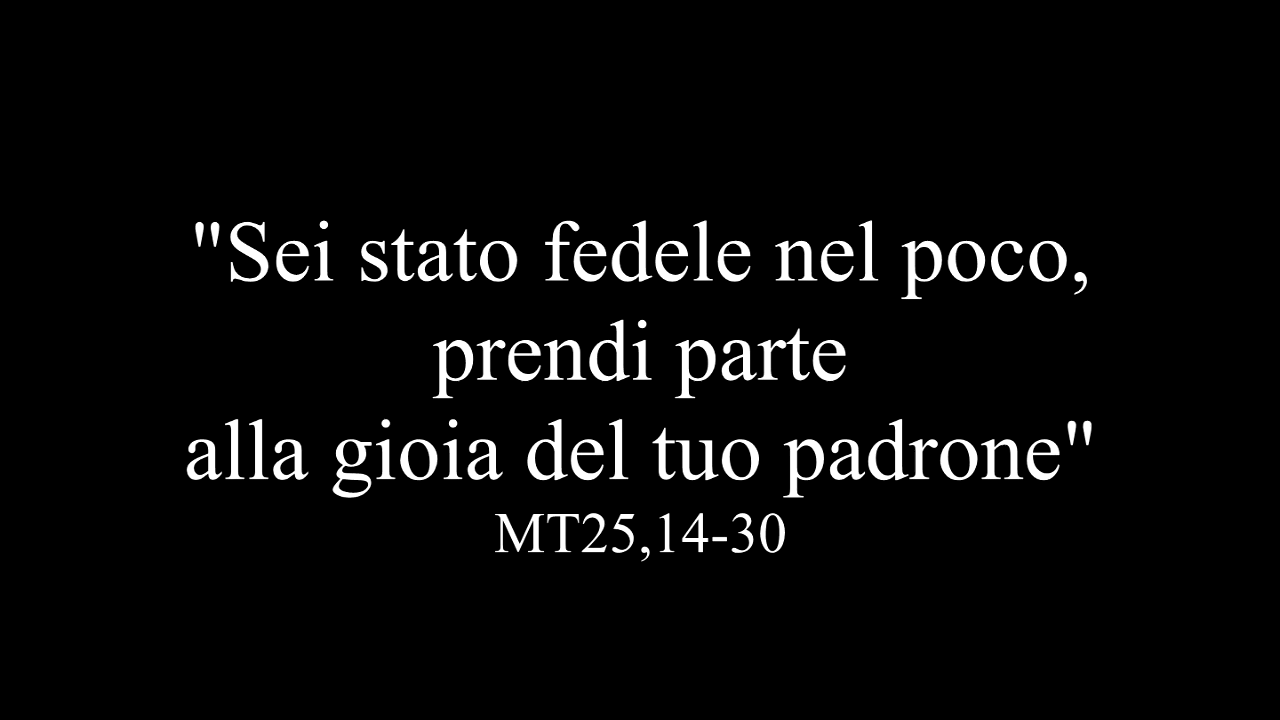 "Sei stato fedele nel poco,
prendi parte
alla gioia del tuo padrone"
MT25,14-30